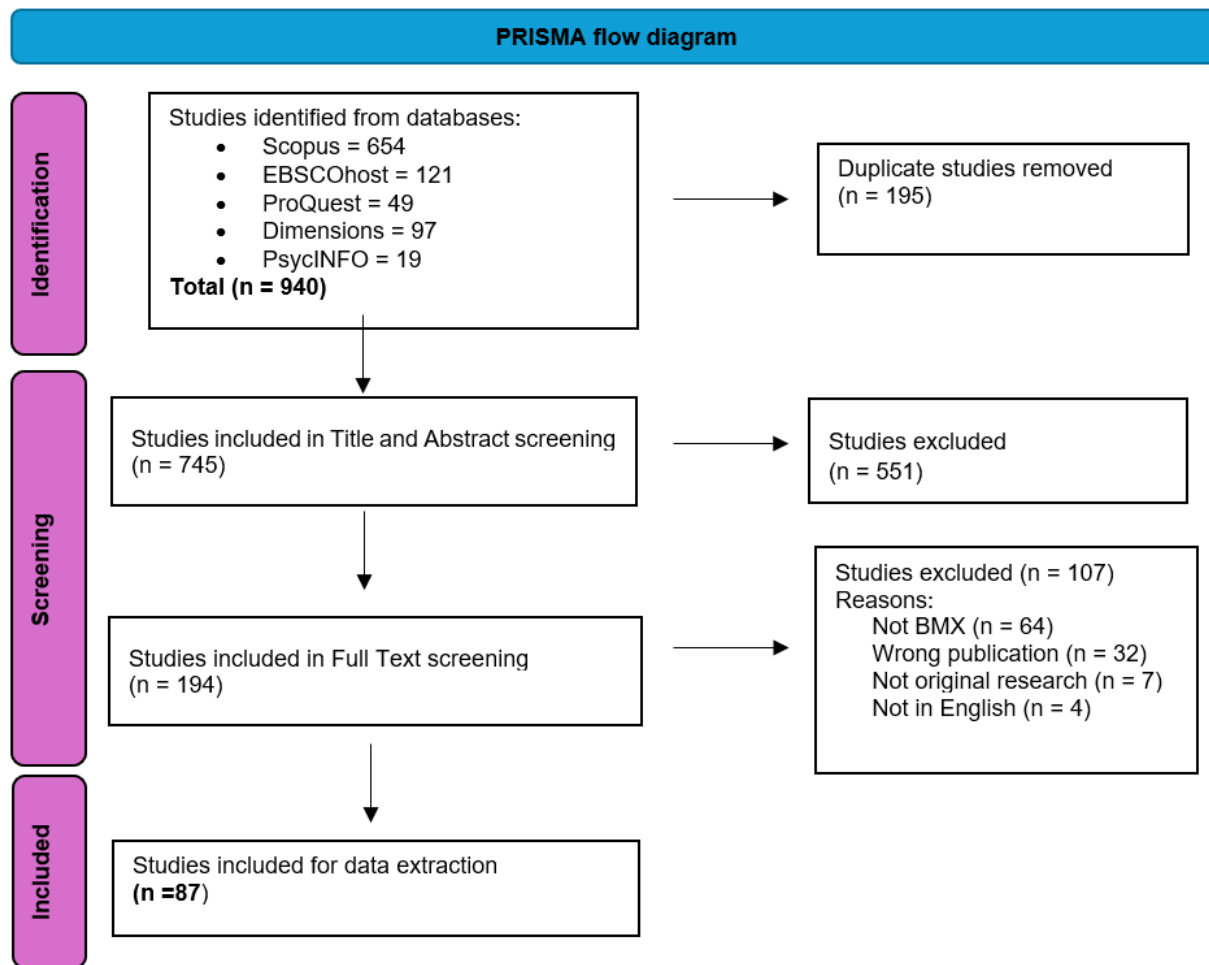 PRISMA flow diagram
Identification
Studies identified from databases:
• Scopus = 654
• EBSCOhost = 121
• ProQuest = 49
• Dimensions = 97
• PsycINFO = 19
Total (n = 940)
Duplicate studies removed
(n = 195)
Screening
Studies included in Title and Abstract screening
(n = 745)
Studies excluded
(n = 551)
Studies included in Full Text screening
(n = 194)
Studies excluded (n = 107)
Reasons:
Not BMX (n = 64)
Wrong publication (n = 32)
Not original research (n = 7)
Not in English (n = 4)
Included
Studies included for data extraction
(n =87)